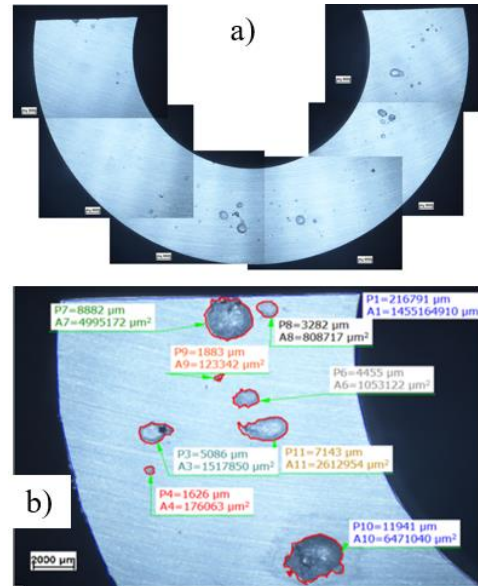 a)
P7=8882 µm
A7=4995172 µm²
P1=216791 µm
A1=1455164910 µm²
P8=3282 µm
A8=808717 µm²
P9=1883 µm
A9=123342 µm²
P6=4455 µm
A6=1053122 µm²
P3=5086 µm
A3=1517850 µm²
P11=7143 µm
A11=2612954 µm²
P4=1626 µm
A4=176063 µm²
b)
P10=11941 µm
A10=6471040 µm²
2000 µm